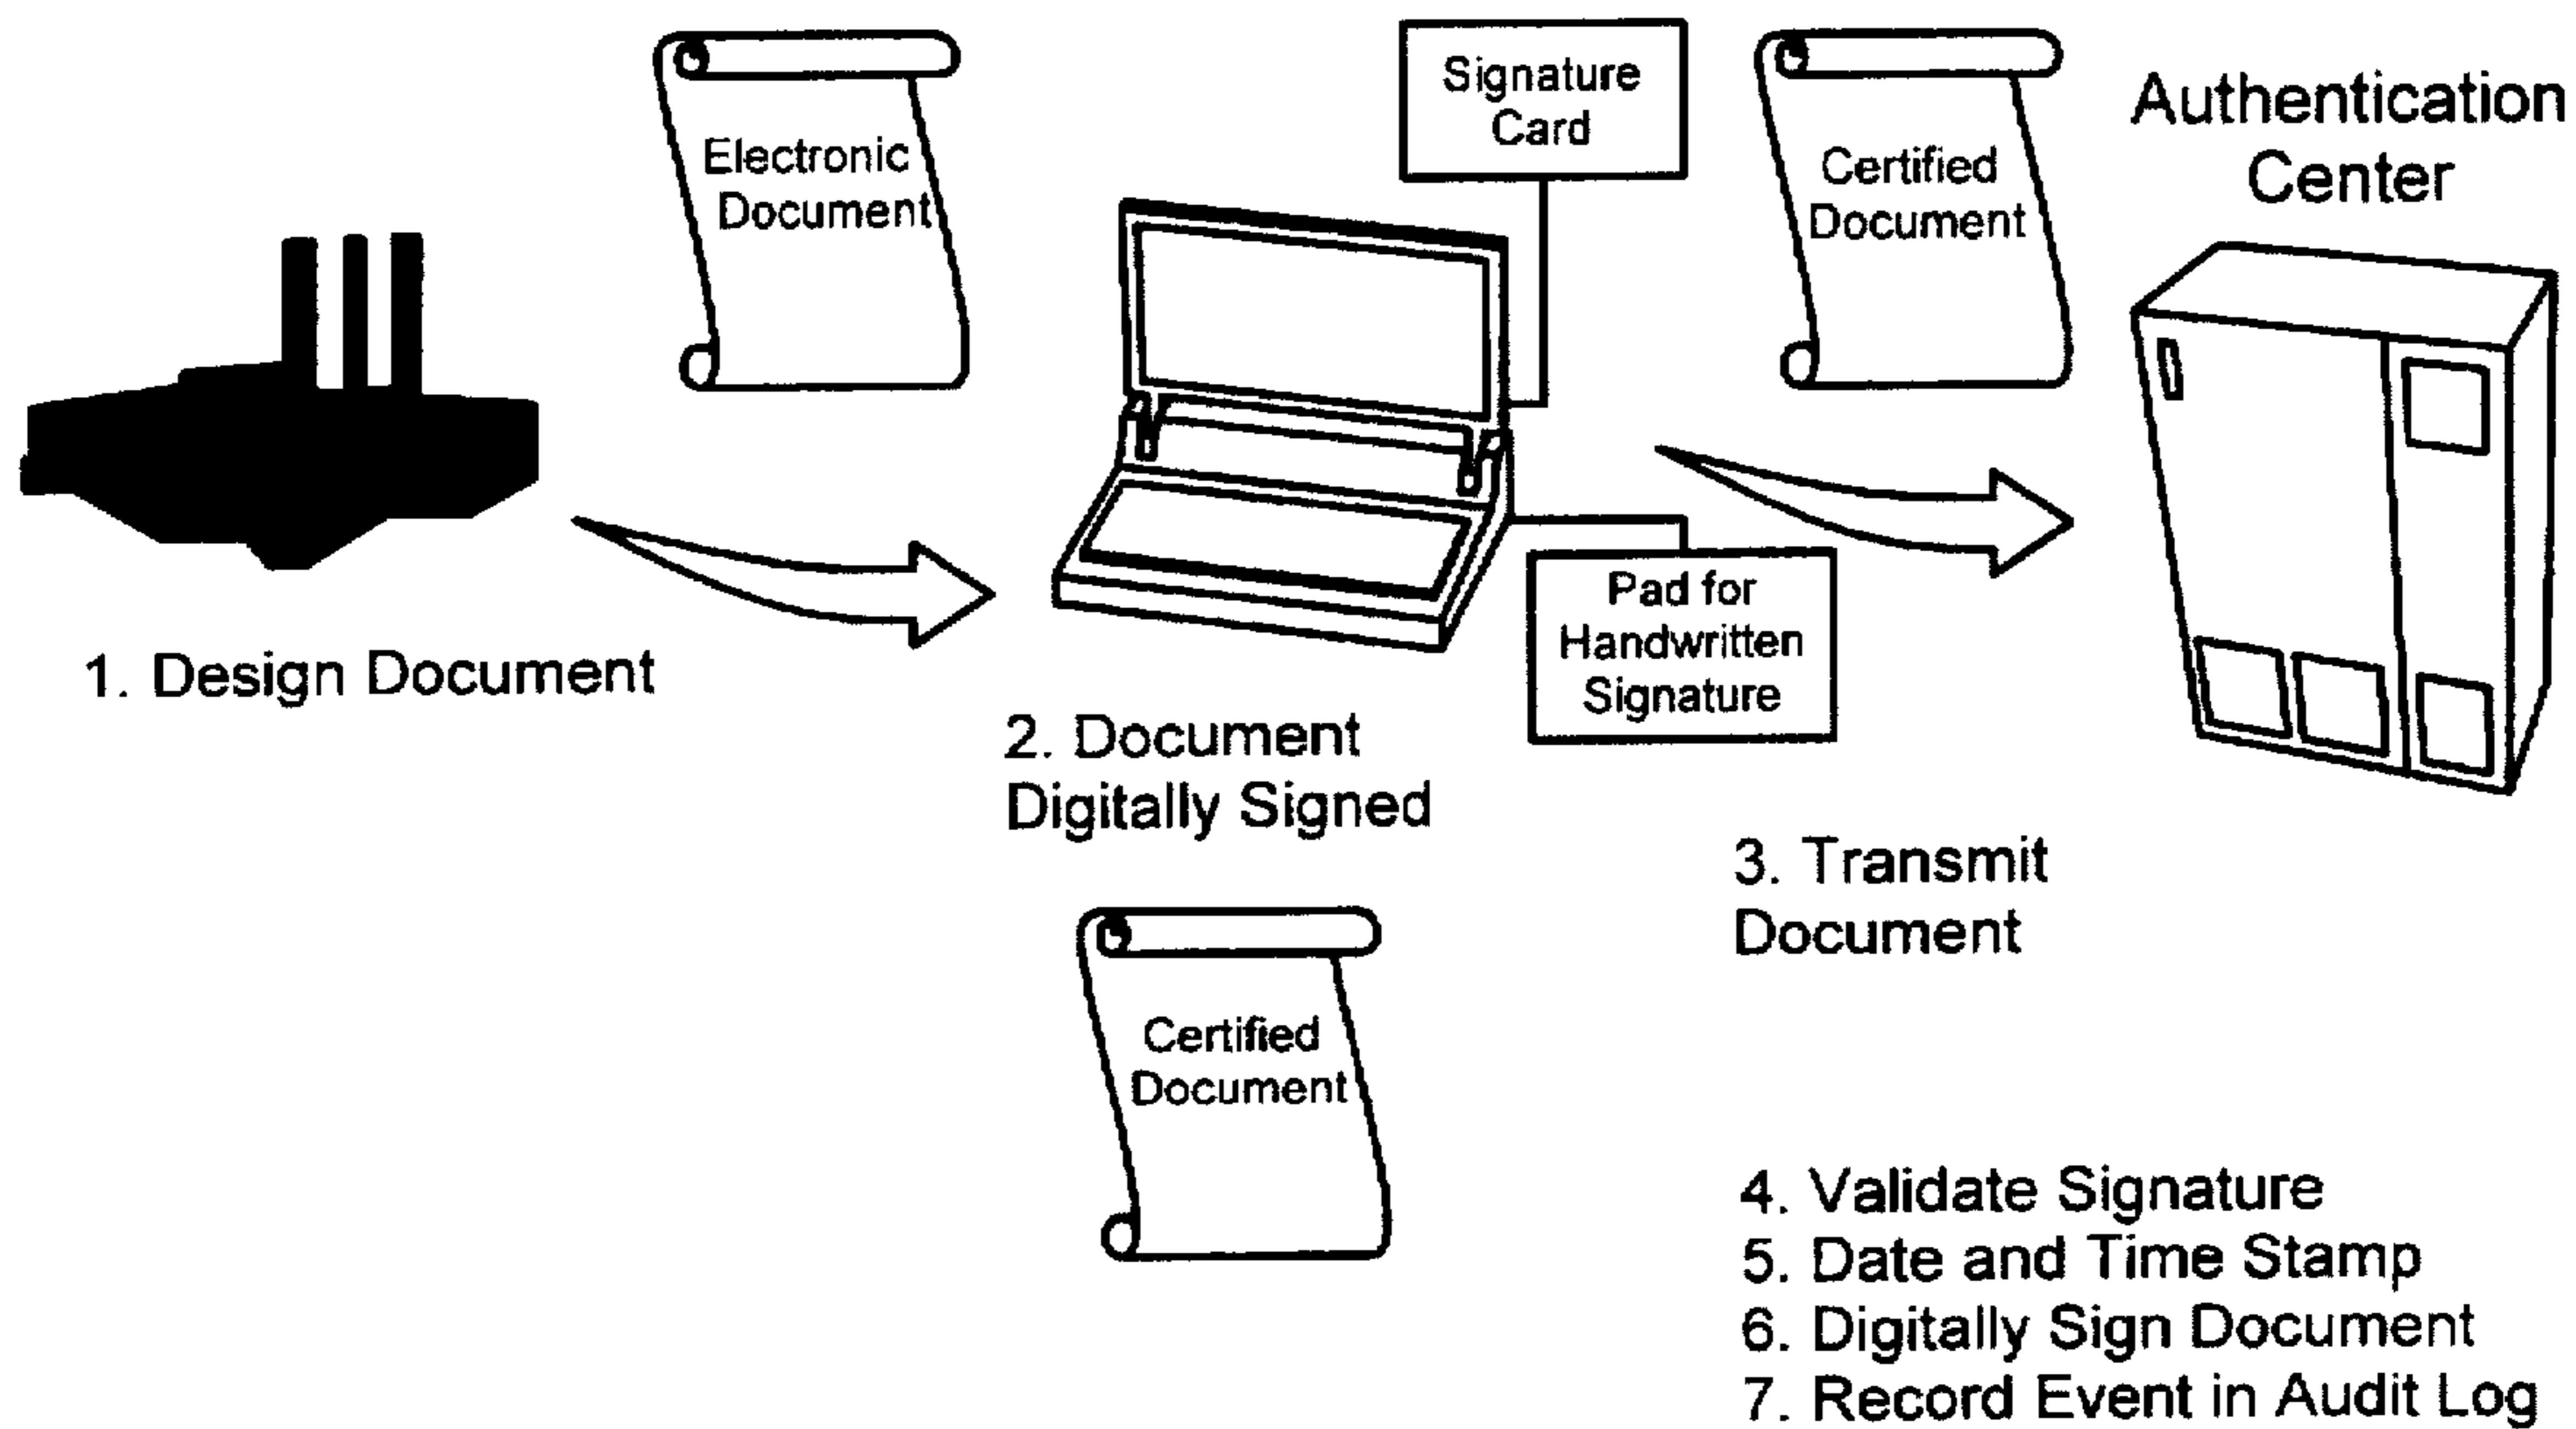 Electronic
Document
Signature
Card
Certified
Document
Authentication
Center
1. Design Document
2. Document
Digitally Signed
Pad for
Handwritten
Signature
3. Transmit
Document
Certified
Document
4. Validate Signature
5. Date and Time Stamp
6. Digitally Sign Document
7. Record Event in Audit Log